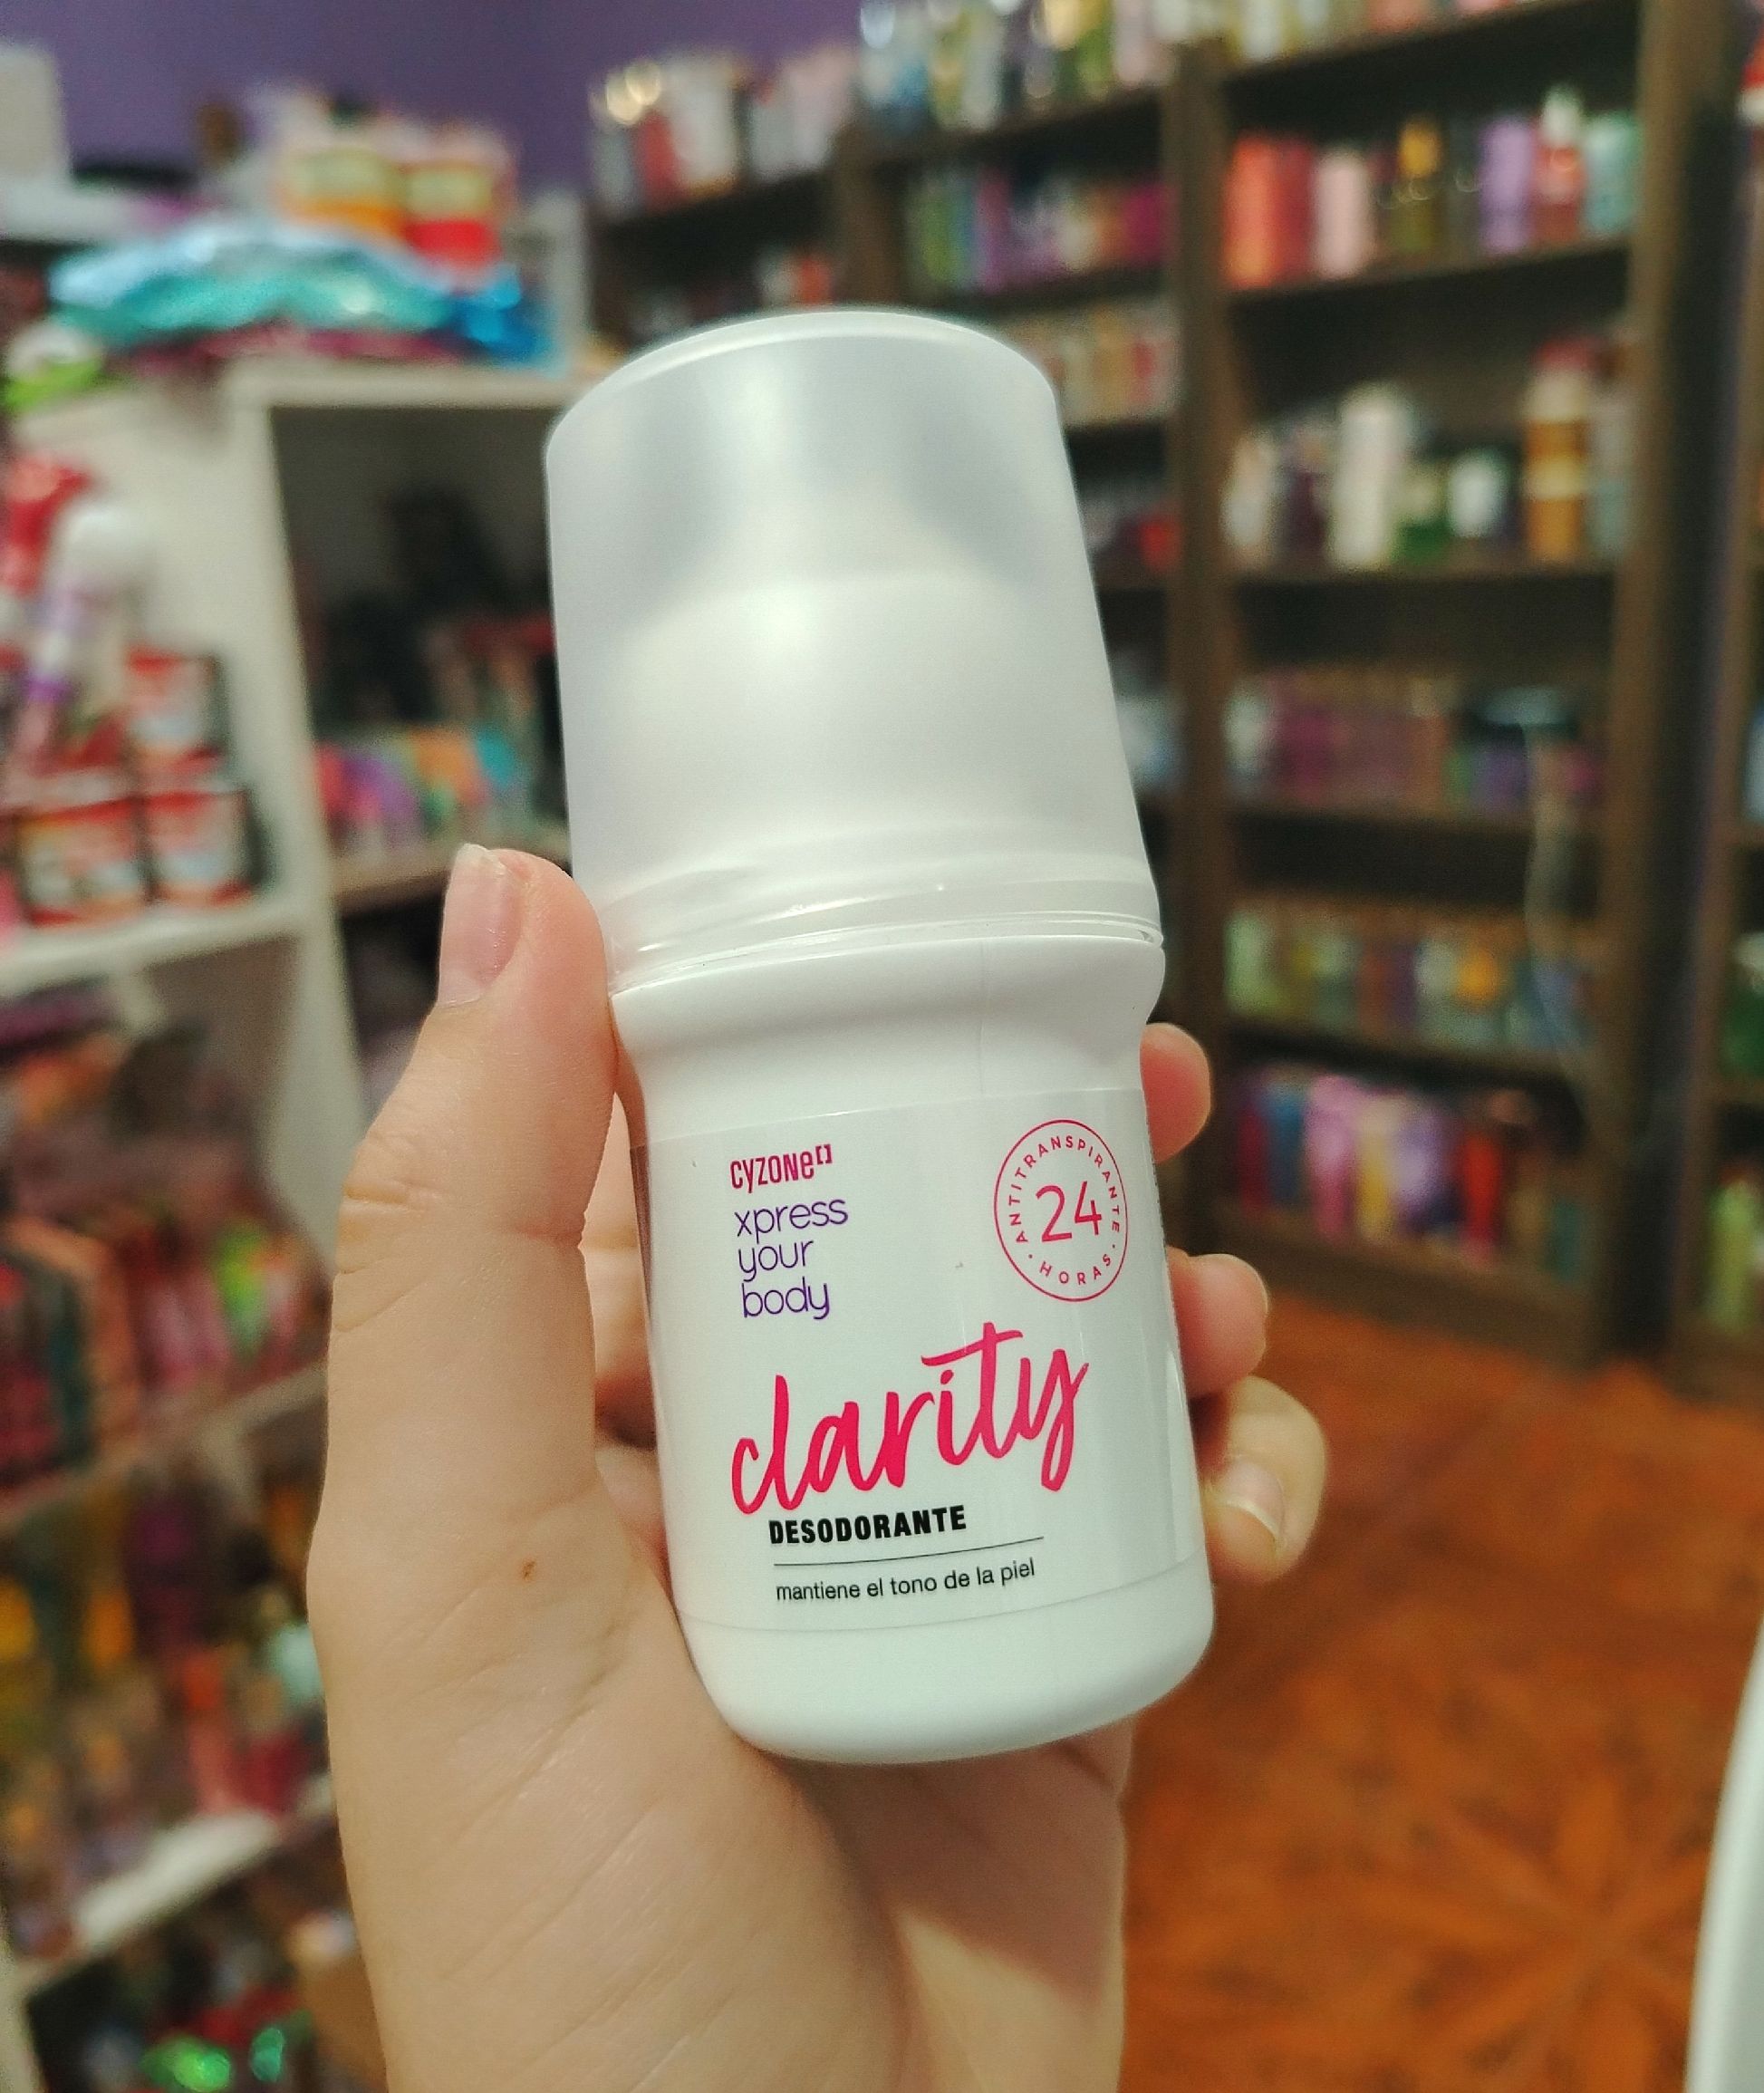 cyzone[]
xpress
your
body
ANTITRANSPIRANTE · HORAS ·
24
clarity
DESODORANTE
mantiene el tono de la piel